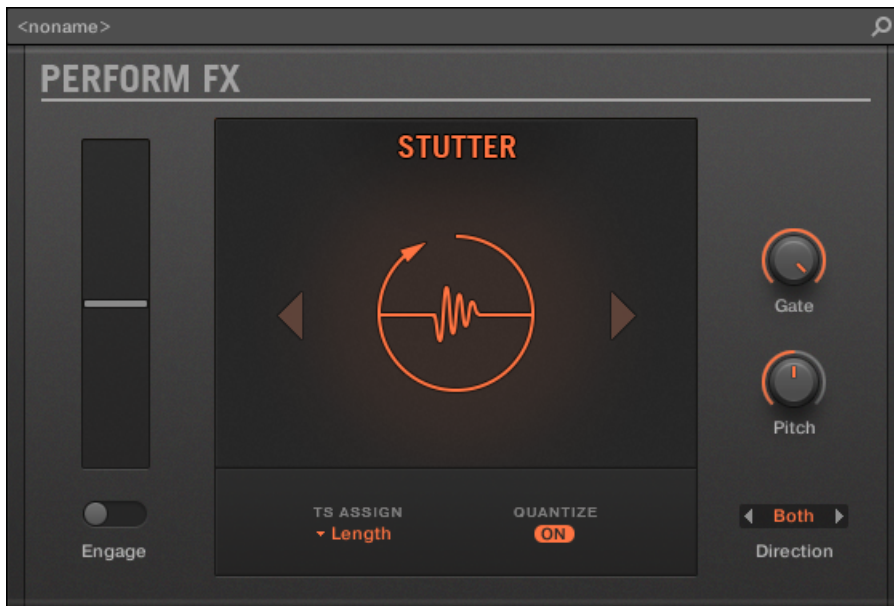 <noname>
PERFORM FX
STUTTER
Gate
Pitch
TS ASSIGN
QUANTIZE
Length
ON
Both
Engage
Direction